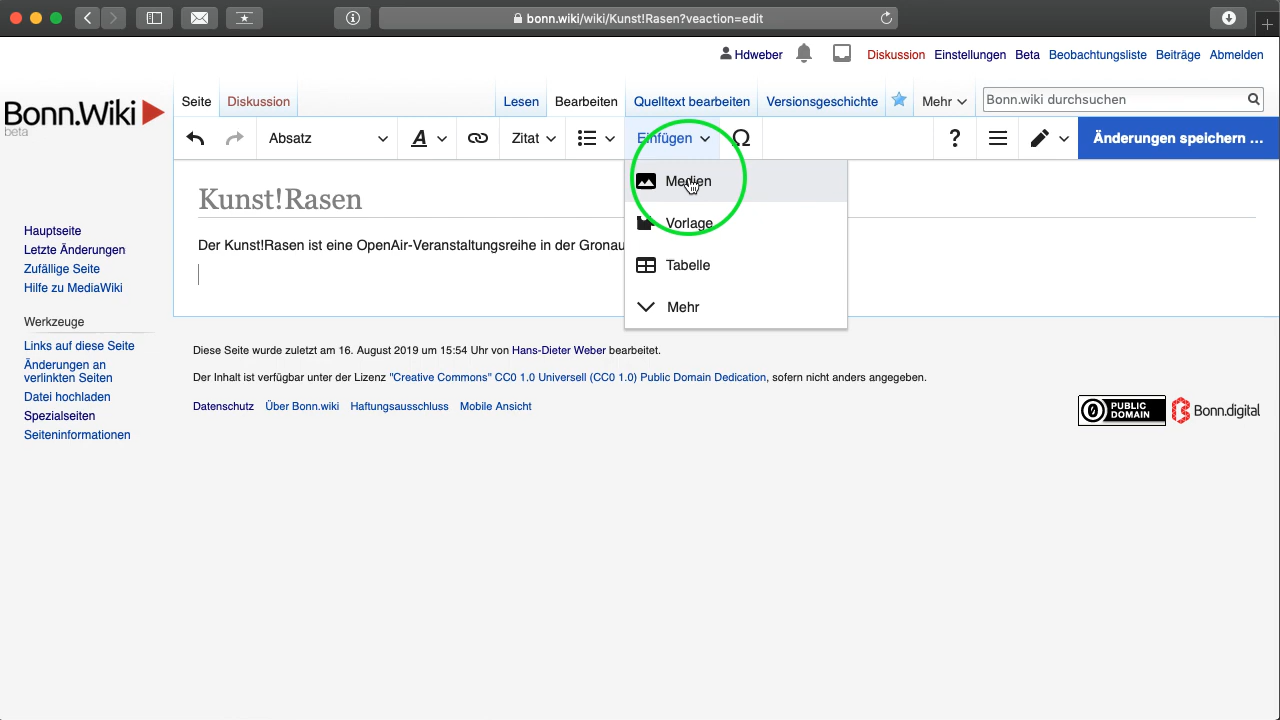 bonn.wiki/wiki/Kunst!Rasen?veaction=edit
Hdweber Diskussion Einstellungen Beta Beobachtungsliste Beiträge Abmelden
Bonn.Wiki
beta
Seite Diskussion Lesen Bearbeiten Quelltext bearbeiten Versionsgeschichte Mehr Bonn.wiki durchsuchen
Absatz A Zitat Einfügen Ω ? Änderungen speichern ...
Medien
Vorlage
Tabelle
Mehr
Kunst!Rasen
Der Kunst!Rasen ist eine OpenAir-Veranstaltungsreihe in der Gronau
Hauptseite
Letzte Änderungen
Zufällige Seite
Hilfe zu MediaWiki
Werkzeuge
Links auf diese Seite
Änderungen an
verlinkten Seiten
Datei hochladen
Spezialseiten
Seiteninformationen
Diese Seite wurde zuletzt am 16. August 2019 um 15:54 Uhr von Hans-Dieter Weber bearbeitet.
Der Inhalt ist verfügbar unter der Lizenz "Creative Commons" CC0 1.0 Universell (CC0 1.0) Public Domain Dedication, sofern nicht anders angegeben.
Datenschutz Über Bonn.wiki Haftungsausschluss Mobile Ansicht
0 PUBLIC
DOMAIN
Bonn.digital